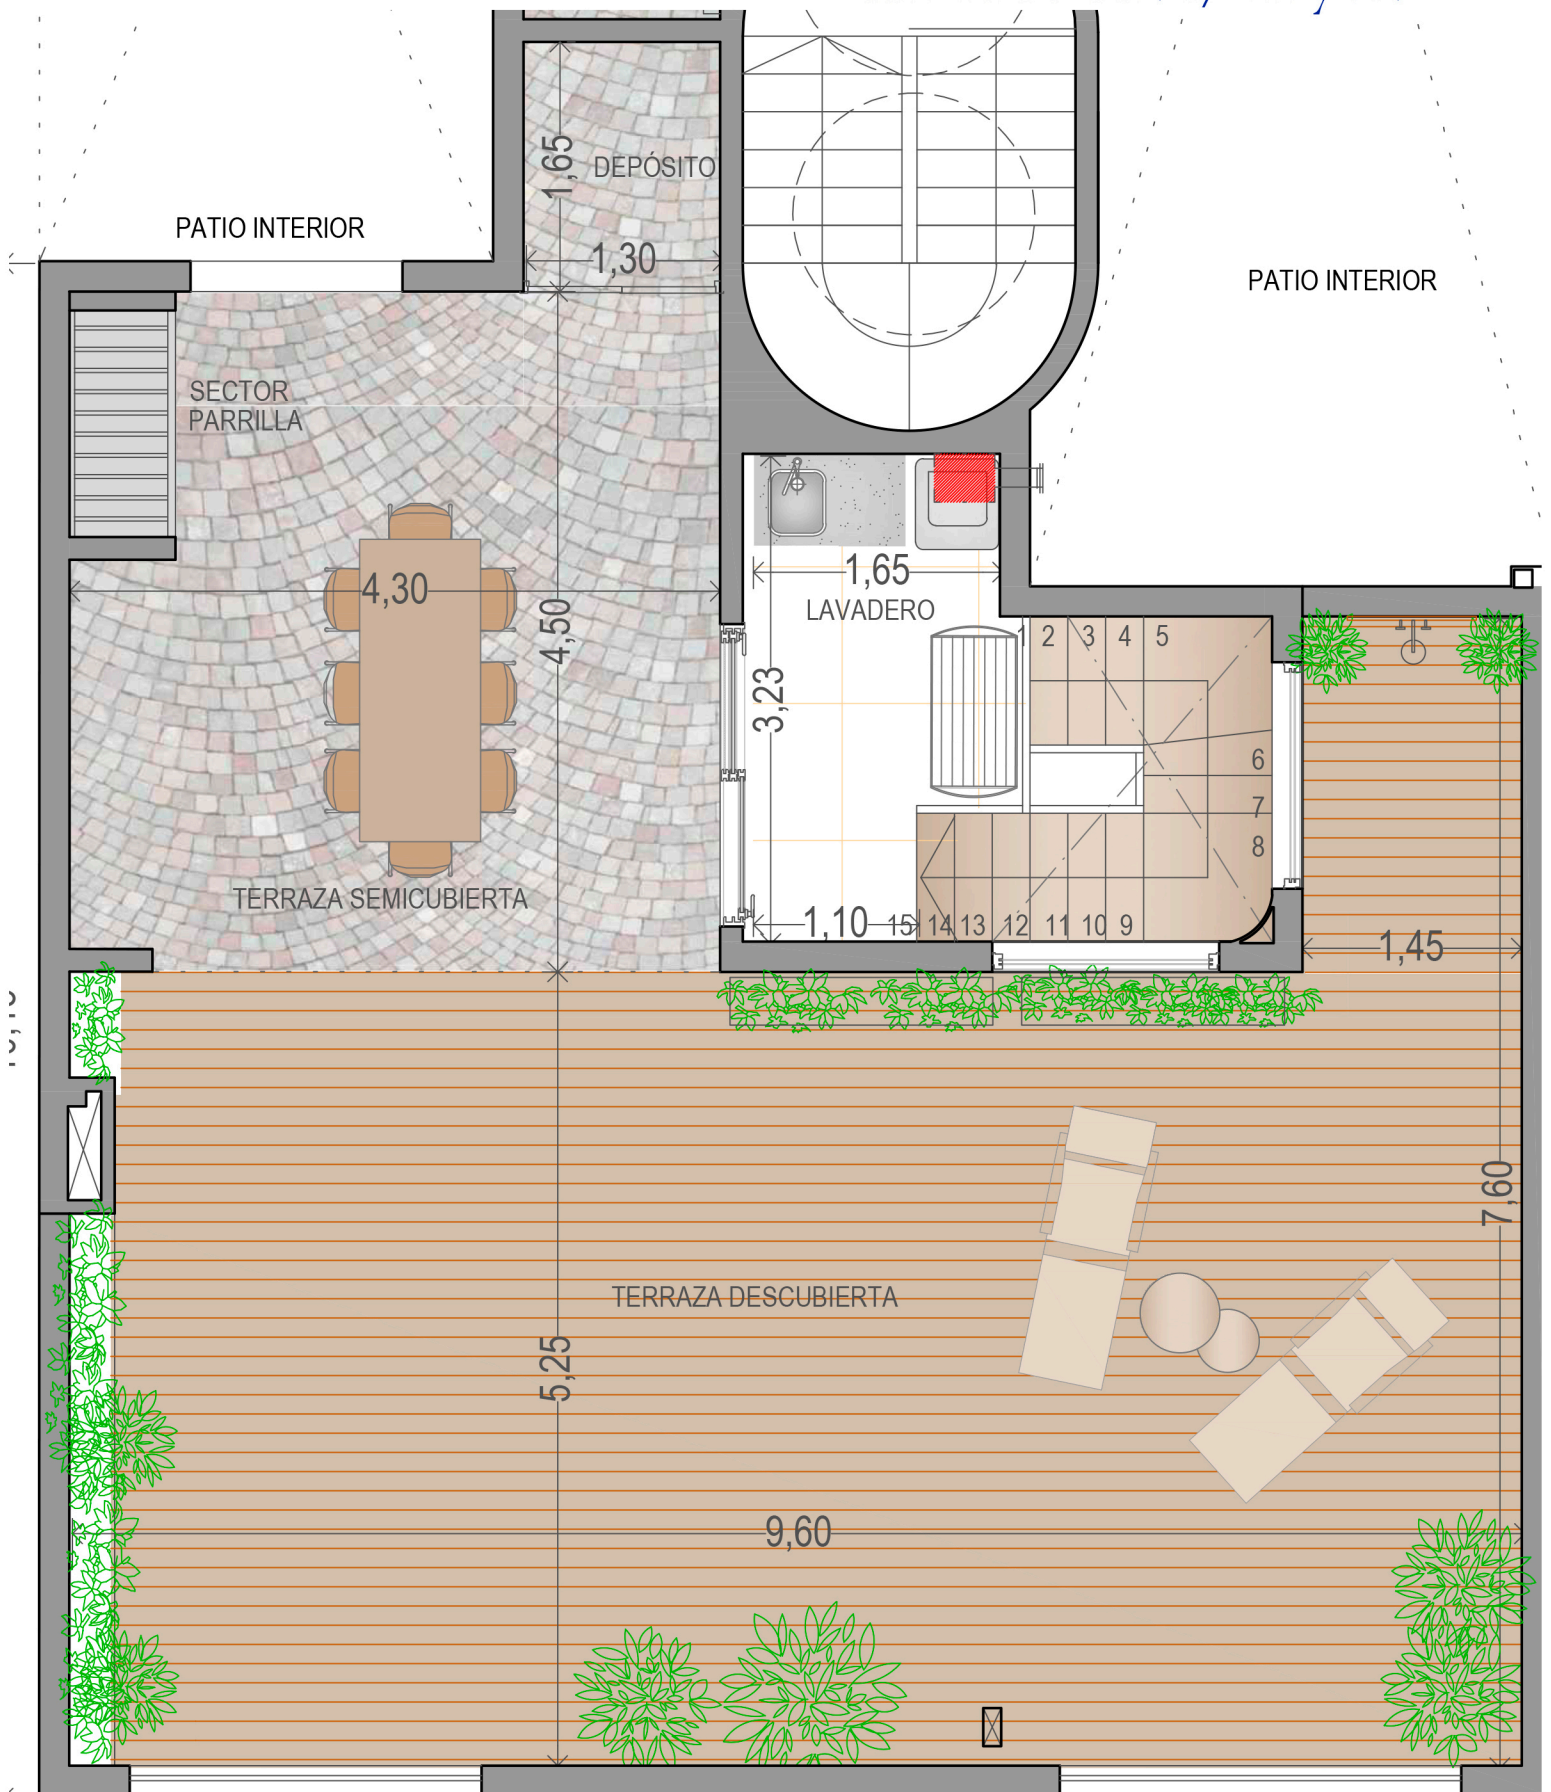 1,65
DEPÓSITO
PATIO INTERIOR
1,30
PATIO INTERIOR
SECTOR
PARRILLA
4,30
4,50
1,65
LAVADERO
1 2 3 4 5
3,23
6
7
8
TERRAZA SEMICUBIERTA
1,10
15 14 13 12 11 10 9
1,45
7,60
TERRAZA DESCUBIERTA
5,25
9,60